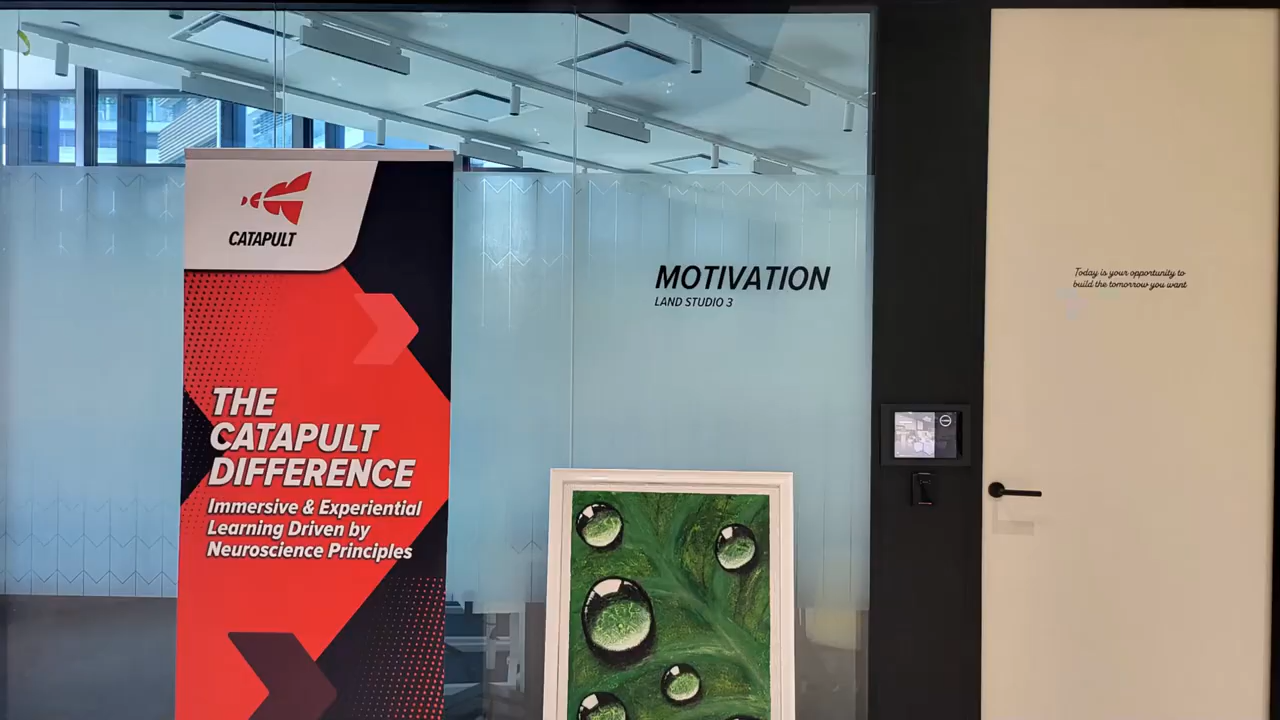 CATAPULT
THE
CATAPULT
DIFFERENCE
Immersive & Experiential
Learning Driven by
Neuroscience Principles
MOTIVATION
LAND STUDIO 3
Today is your opportunity to
build the tomorrow you want